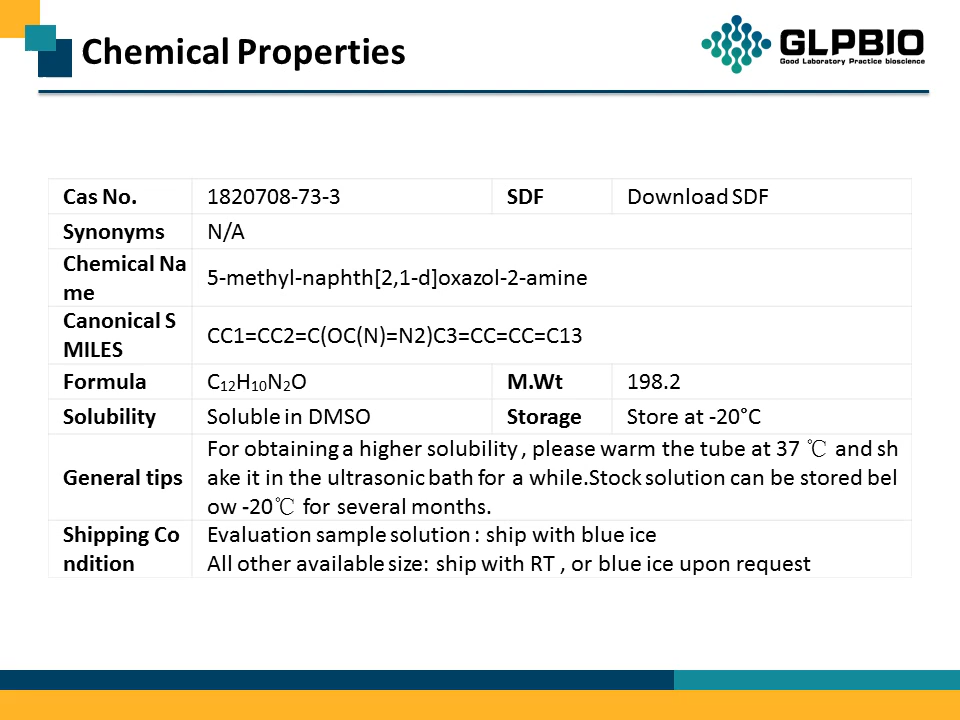 Chemical Properties
GLPBIO
Good Laboratory Practice bioscience
Cas No. 1820708-73-3 SDF Download SDF
Synonyms N/A
Chemical Na
me
5-methyl-naphth[2,1-d]oxazol-2-amine
Canonical S
MILES
CC1=CC2=C(OC(N)=N2)C3=CC=CC=C13
Formula C₁₂H₁₀N₂O M.Wt 198.2
Solubility Soluble in DMSO Storage Store at -20°C
General tips
For obtaining a higher solubility , please warm the tube at 37 ℃ and sh
ake it in the ultrasonic bath for a while.Stock solution can be stored bel
ow -20℃ for several months.
Shipping Co
ndition
Evaluation sample solution : ship with blue ice
All other available size: ship with RT , or blue ice upon request